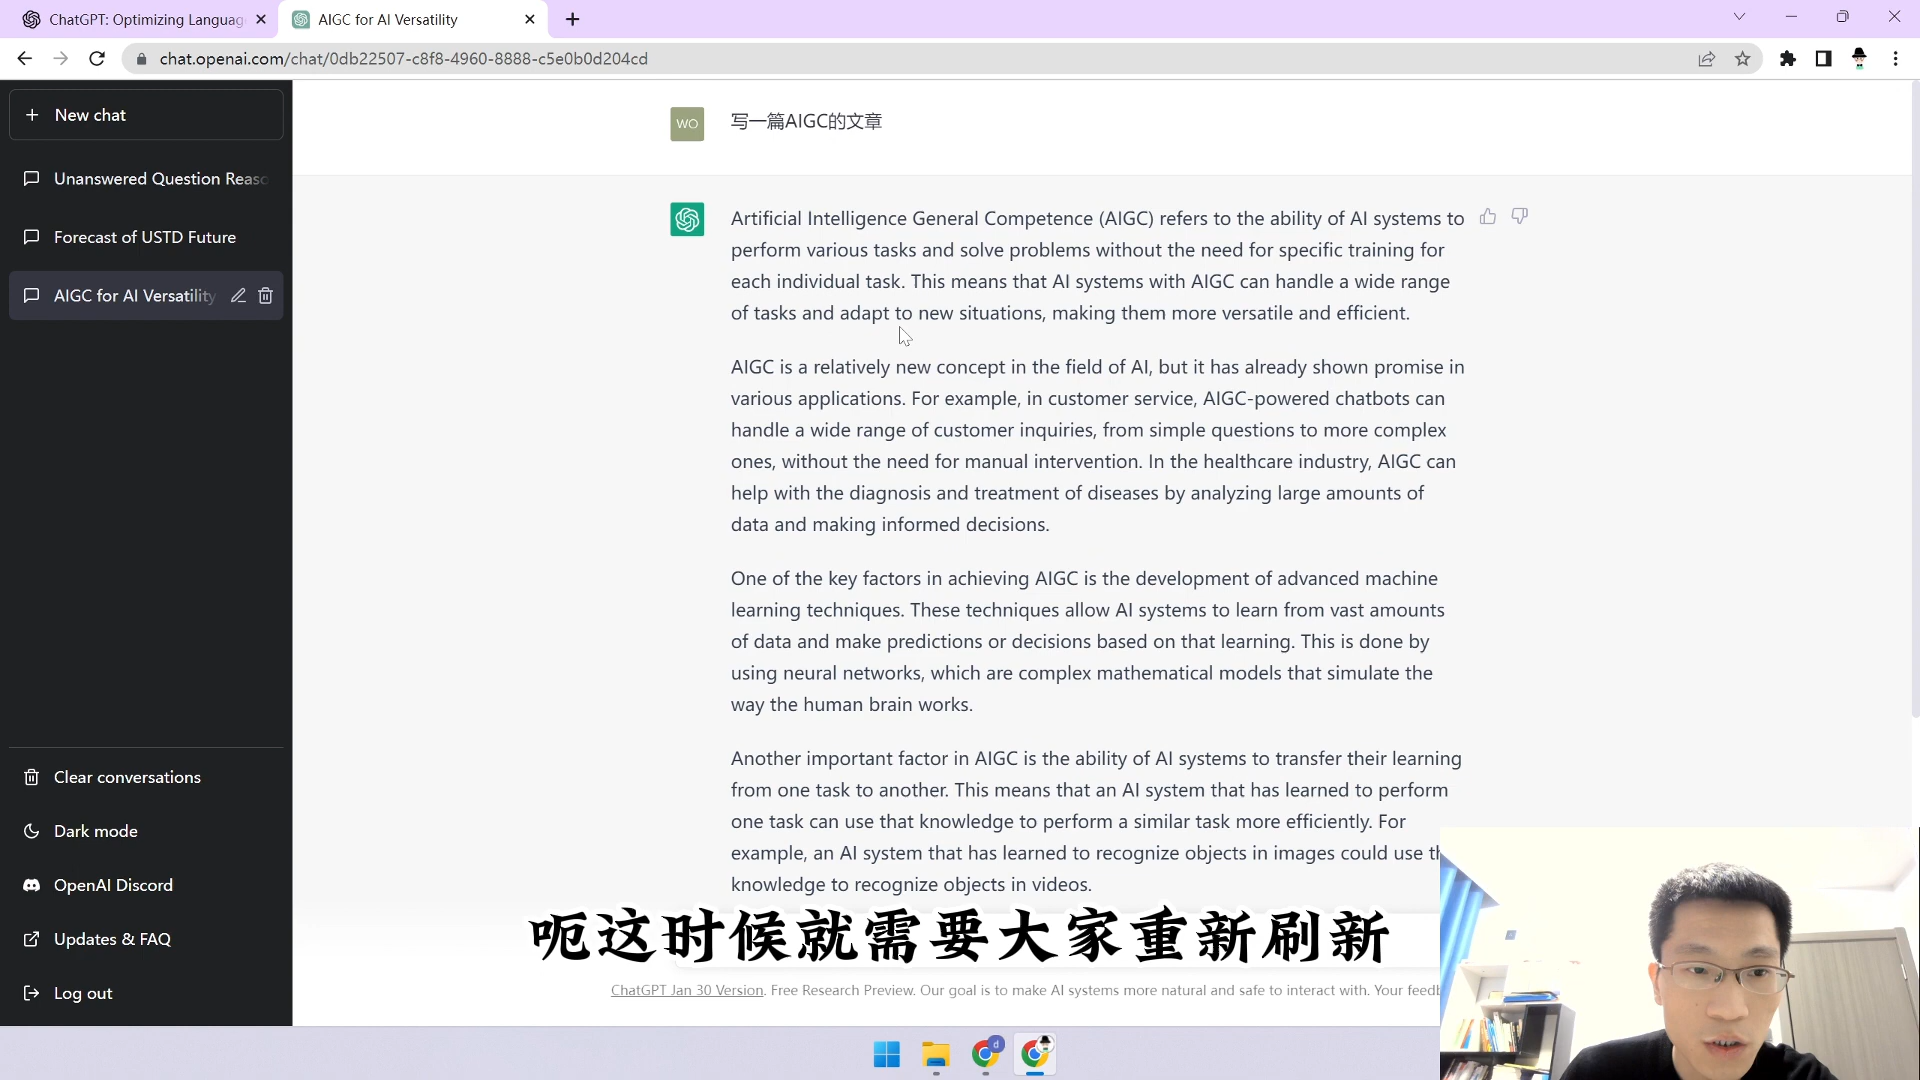 ChatGPT: Optimizing Languag
AIGC for AI Versatility
chat.openai.com/chat/0db22507-c8f8-4960-8888-c5e0b0d204cd
New chat
Unanswered Question Reaso
Forecast of USTD Future
AIGC for AI Versatility
Clear conversations
Dark mode
OpenAI Discord
Updates & FAQ
Log out
WO
写一篇AIGC的文章
Artificial Intelligence General Competence (AIGC) refers to the ability of AI systems to
perform various tasks and solve problems without the need for specific training for
each individual task. This means that AI systems with AIGC can handle a wide range
of tasks and adapt to new situations, making them more versatile and efficient.
AIGC is a relatively new concept in the field of AI, but it has already shown promise in
various applications. For example, in customer service, AIGC-powered chatbots can
handle a wide range of customer inquiries, from simple questions to more complex
ones, without the need for manual intervention. In the healthcare industry, AIGC can
help with the diagnosis and treatment of diseases by analyzing large amounts of
data and making informed decisions.
One of the key factors in achieving AIGC is the development of advanced machine
learning techniques. These techniques allow AI systems to learn from vast amounts
of data and make predictions or decisions based on that learning. This is done by
using neural networks, which are complex mathematical models that simulate the
way the human brain works.
Another important factor in AIGC is the ability of AI systems to transfer their learning
from one task to another. This means that an AI system that has learned to perform
one task can use that knowledge to perform a similar task more efficiently. For
example, an AI system that has learned to recognize objects in images could use
knowledge to recognize objects in videos.
呃这时候就需要大家重新刷新
ChatGPT Jan 30 Version. Free Research Preview. Our goal is to make AI systems more natural and safe to interact with. Your feedb
d